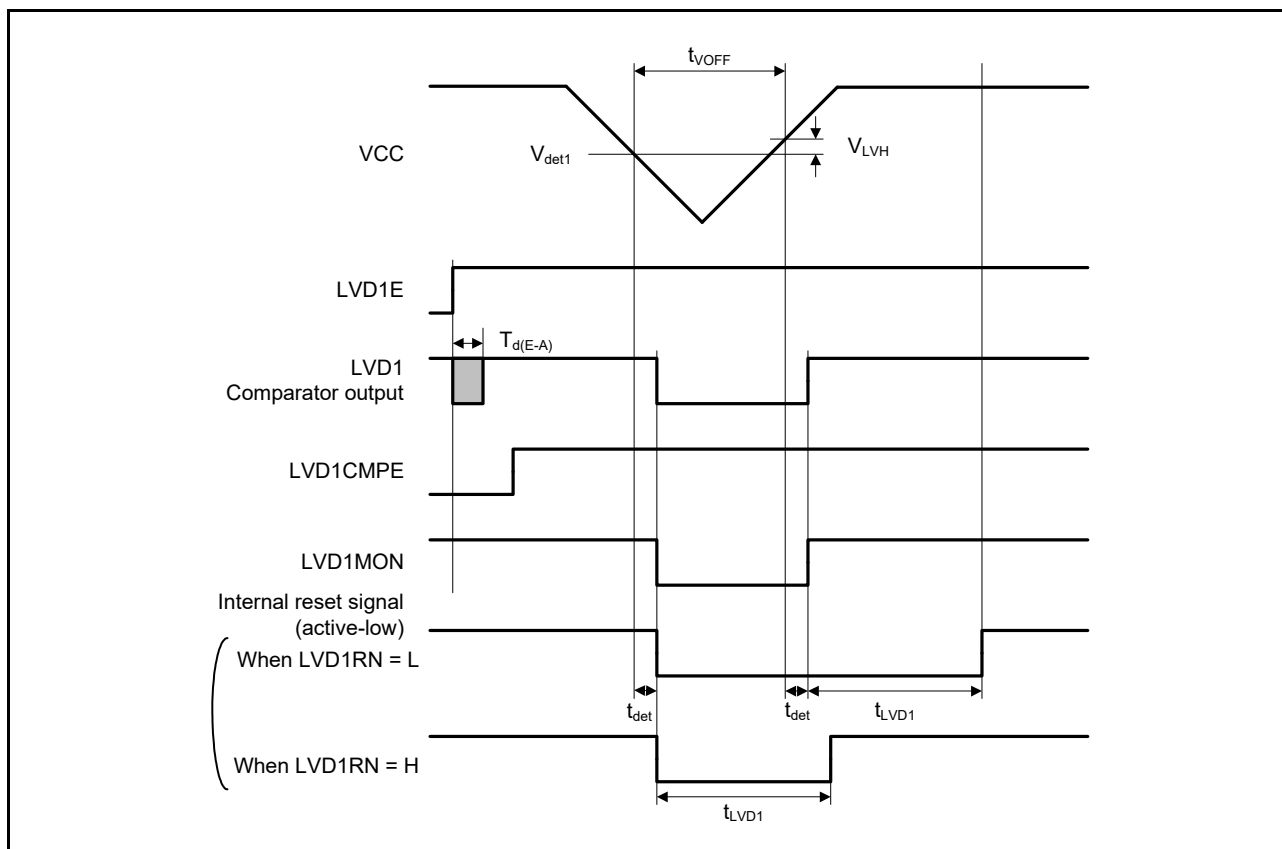 tVOFF
VCC
Vdet1
VLVH
LVD1E
Td(E-A)
LVD1
Comparator output
LVD1CMPE
LVD1MON
Internal reset signal
(active-low)
When LVD1RN = L
tdet
tdet
tLVD1
When LVD1RN = H
tLVD1